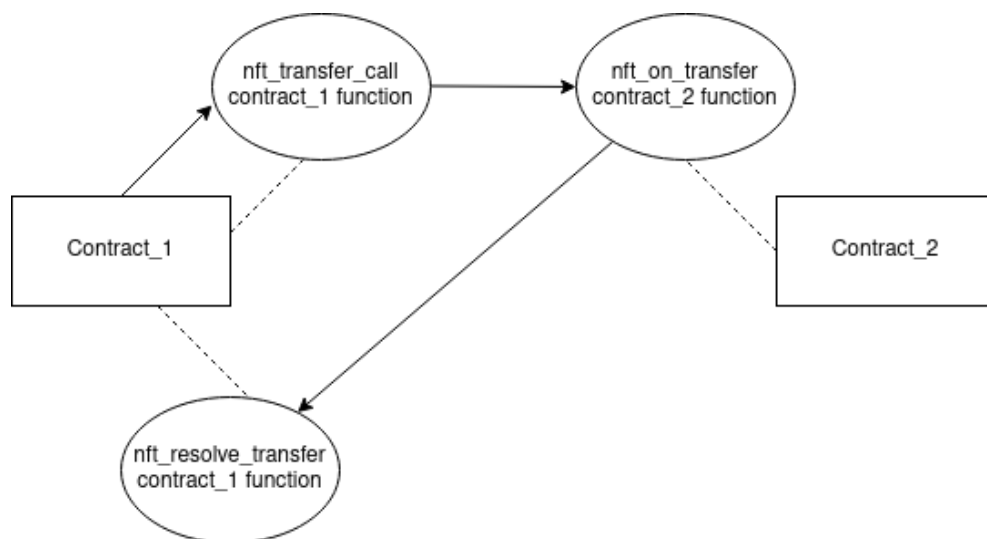 nft_transfer_call
contract_1 function
nft_on_transfer
contract_2 function
Contract_1
Contract_2
nft_resolve_transfer
contract_1 function